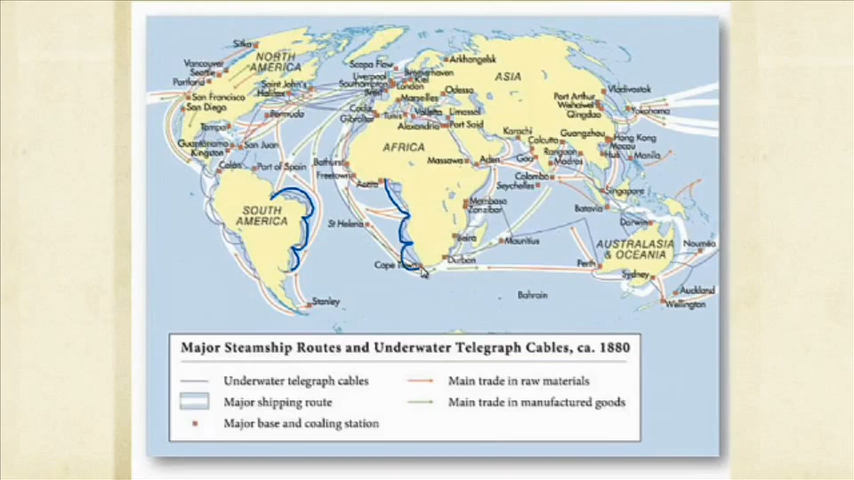 Sitka
NORTH
AMERICA
Vancouver
Seattle
Portland
San Francisco
San Diego
Saint John's
Halifax
Bermuda
Tampa
Guantanamo
Kingston
San Juan
Colón
Port of Spain
SOUTH
AMERICA
Stanley
Scapa Flow
Arkhangelsk
Liverpool
Bremerhaven
Kiel
Southampton
London
Brest
Marseilles
Odessa
Cadiz
Gibraltar
Tunis
Valletta
Limassol
Alexandria
Port Said
AFRICA
Bathurst
Freetown
Accra
Massawa
Aden
St Helena
Mombasa
Zanzibar
Beira
Durban
Cape Town
Mauritius
Seychelles
ASIA
Karachi
Goa
Calcutta
Rangoon
Madras
Colombo
Port Arthur
Weihaiwei
Qingdao
Vladivostok
Yokohama
Guangzhou
Hong Kong
Macau
Hué
Manila
Singapore
Batavia
Darwin
AUSTRALASIA
& OCEANIA
Nouméa
Perth
Sydney
Auckland
Wellington
Bahrain
Major Steamship Routes and Underwater Telegraph Cables, ca. 1880
Underwater telegraph cables
Main trade in raw materials
Major shipping route
Main trade in manufactured goods
Major base and coaling station